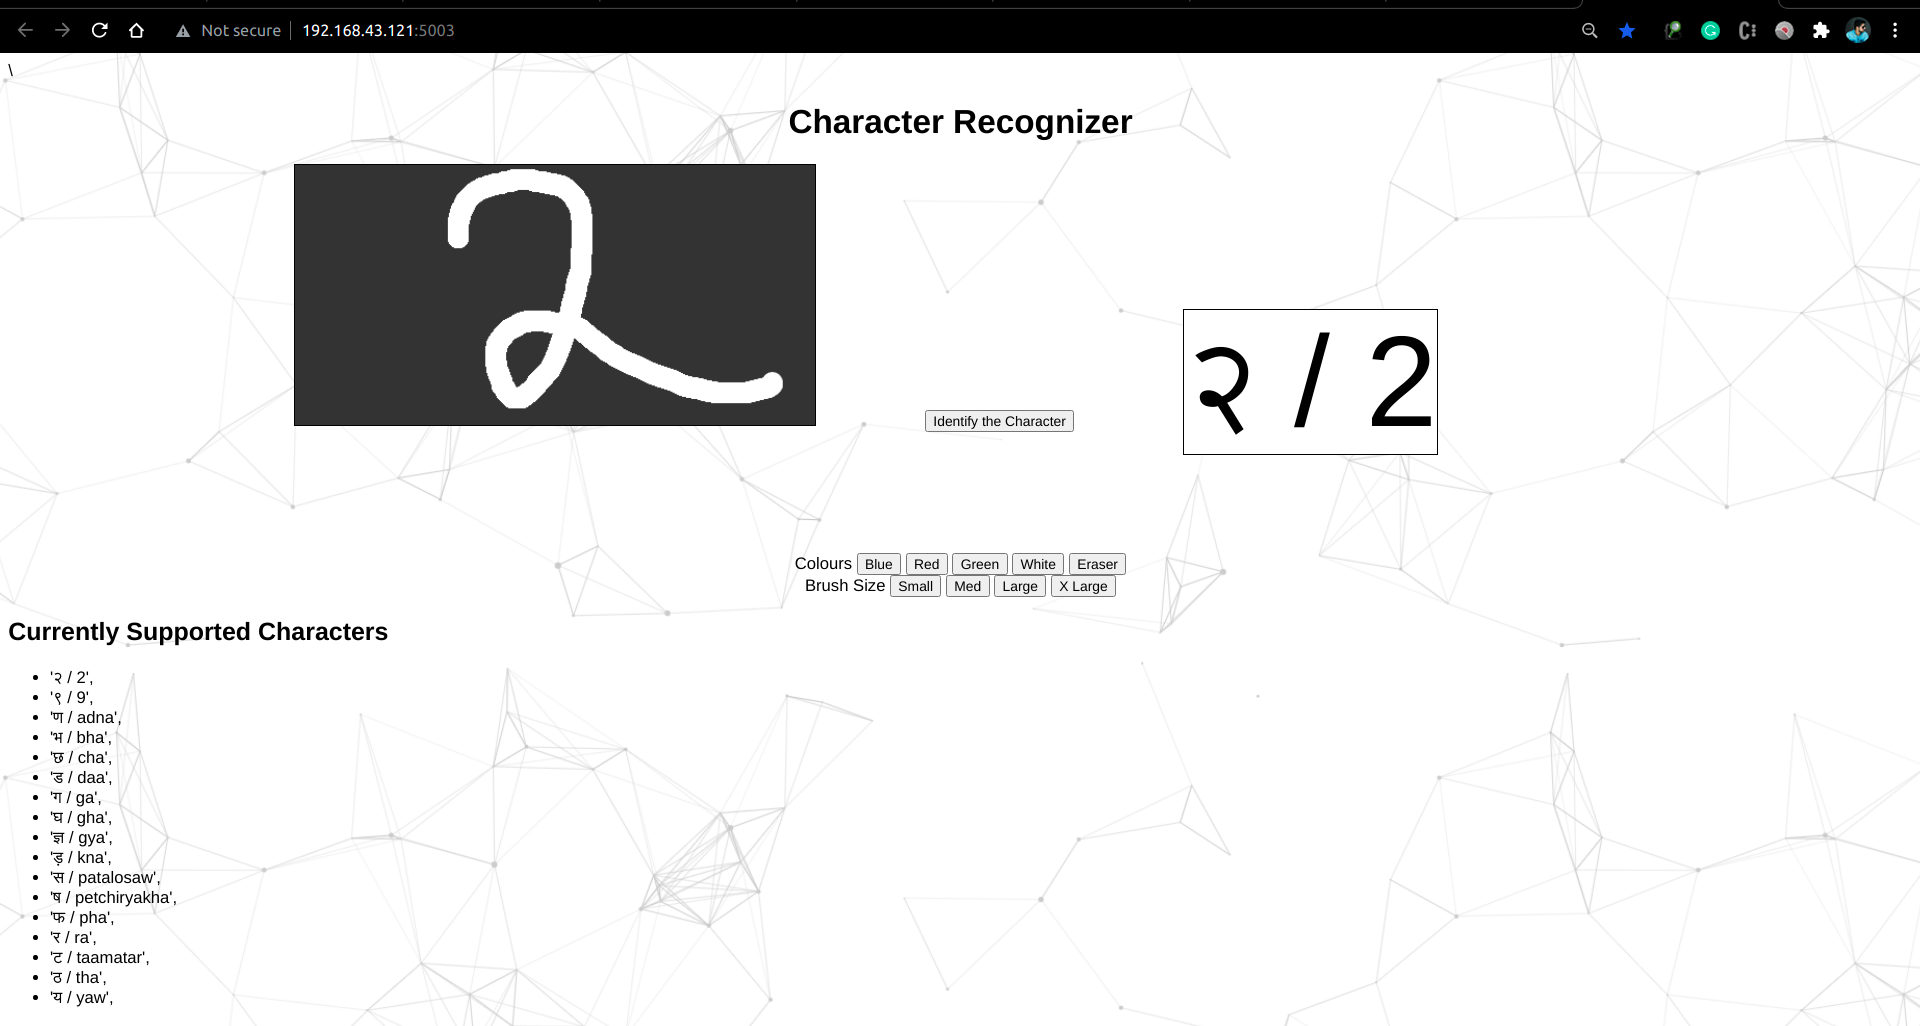 Not secure | 192.168.43.121:5003
\
Character Recognizer
2
२ / 2
Identify the Character
Colours Blue Red Green White Eraser
Brush Size Small Med Large X Large
Currently Supported Characters
• '२ / 2',
• '९ / 9',
• 'ण / adna',
• 'भ / bha',
• 'छ / cha',
• 'ड / daa',
• 'ग / ga',
• 'घ / gha',
• 'ज्ञ / gya',
• 'ड़ / kna',
• 'स / patalosaw',
• 'ष / petchiryakha',
• 'फ / pha',
• 'र / ra',
• 'ट / taamatar',
• 'ठ / tha',
• 'य / yaw',